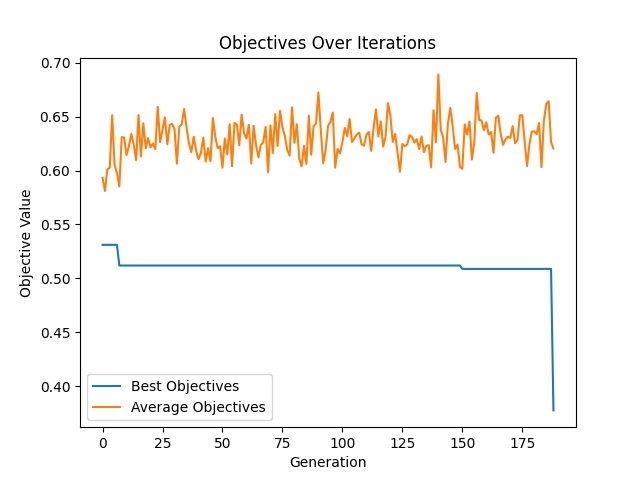 Objectives Over Iterations
Objective Value
0.70
0.65
0.60
0.55
0.50
0.45
0.40
Best Objectives
Average Objectives
0 25 50 75 100 125 150 175
Generation